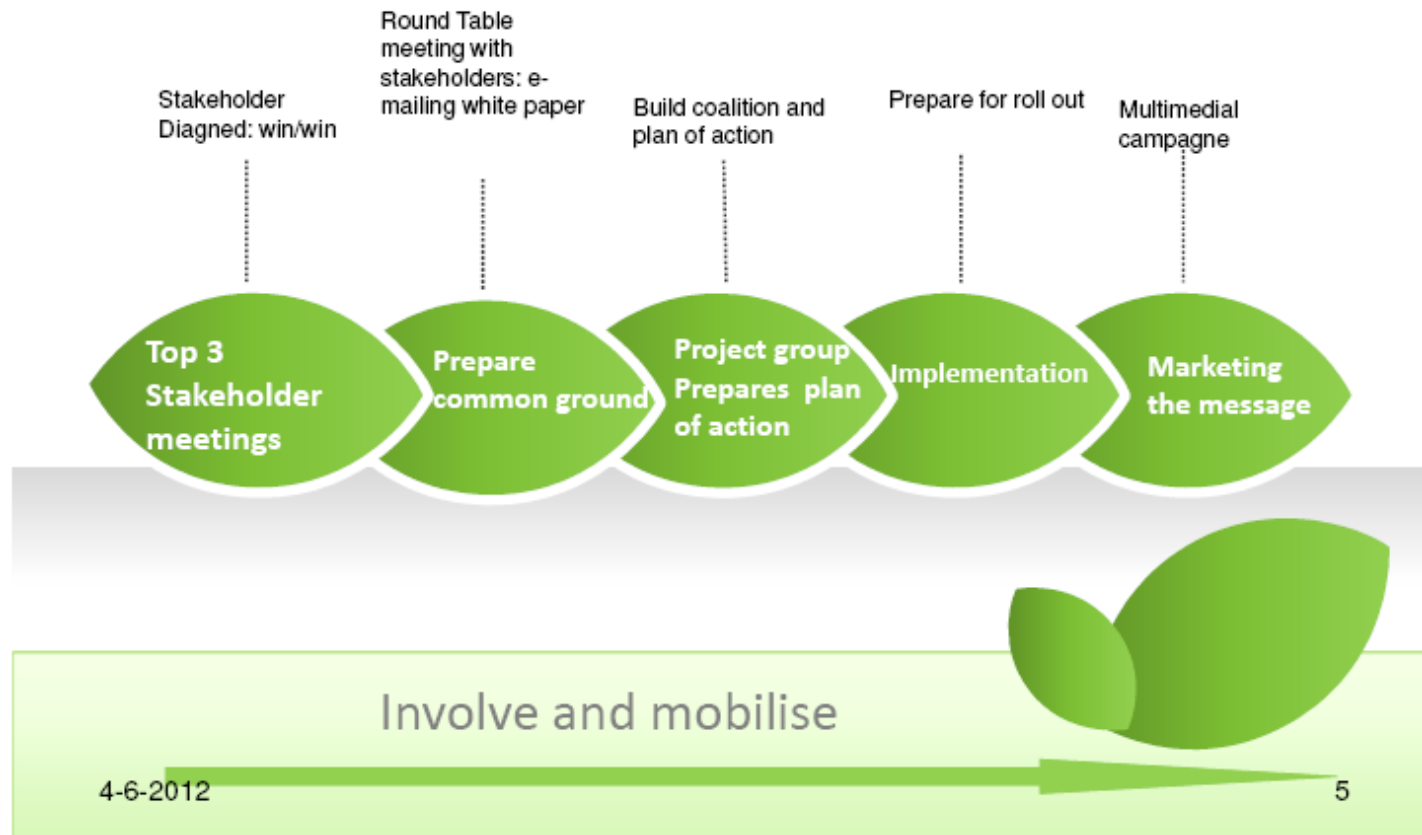 Stakeholder
Diagned: win/win
Round Table
meeting with
stakeholders: e-
mailing white paper
Build coalition and
plan of action
Prepare for roll out
Multimedial
campagne
Top 3
Stakeholder
meetings
Prepare
common ground
Project group
Prepares plan
of action
Implementation
Marketing
the message
Involve and mobilise
4-6-2012
5